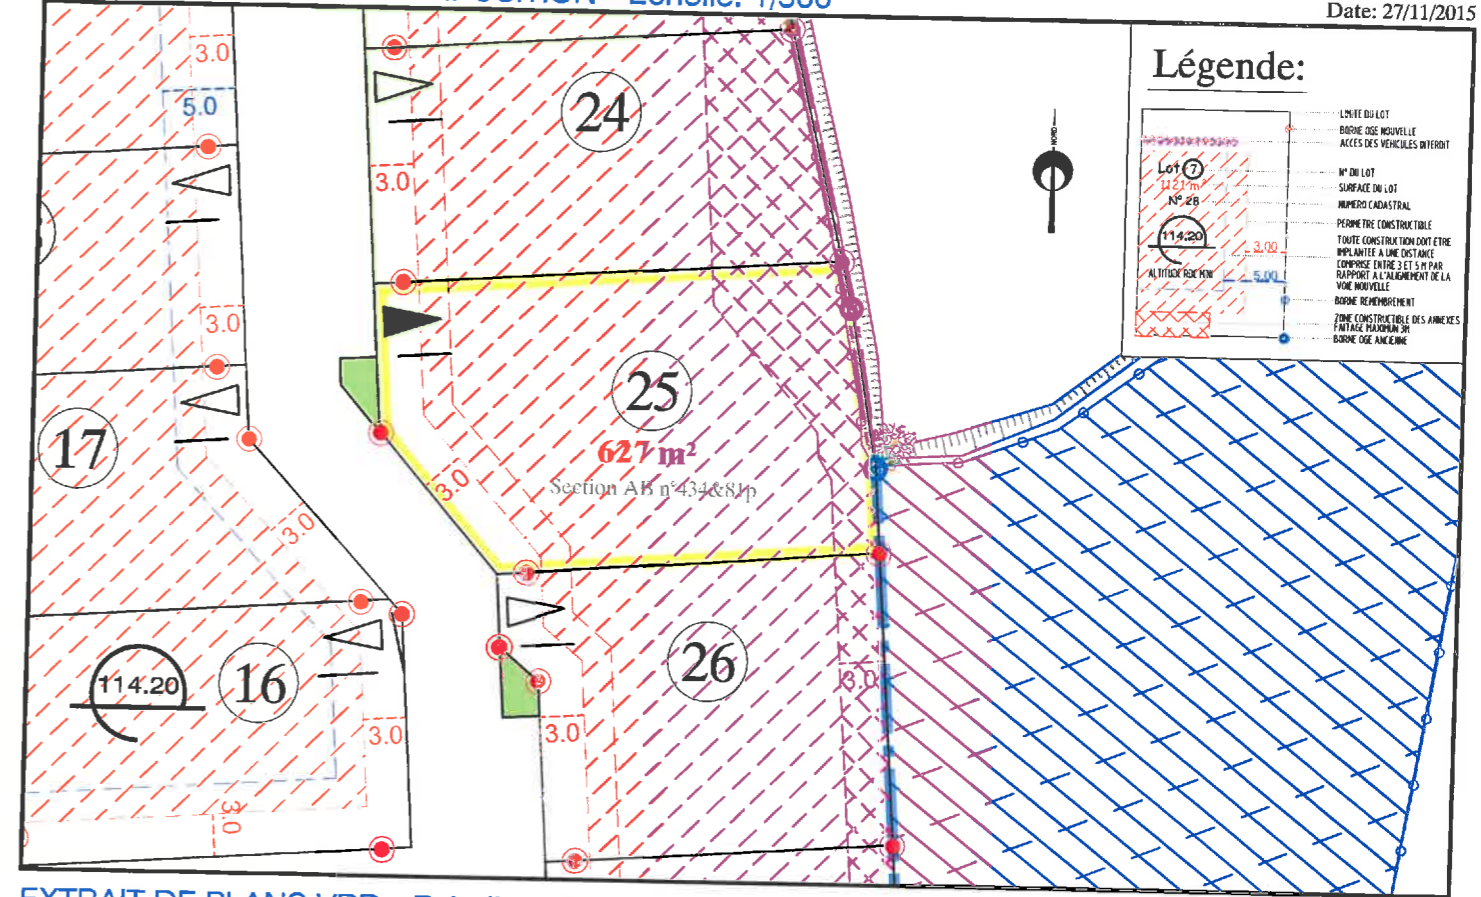 Echelle: 1/500
Date: 27/11/2015
3.0
5.0
24
3.0
3.0
25
627 m²
Section AB n°434&81p
17
3.0
3.0
16
114.20
3.0
3.0
26
3.0
3.0
Légende:
LIMITE DU LOT
BORNE OGE NOUVELLE
ACCES DES VEHICULES INTERDIT
Lot 7
N° DU LOT
1121 m²
SURFACE DU LOT
N° 28
NUMERO CADASTRAL
PERIMETRE CONSTRUCTIBLE
114.20
TOUTE CONSTRUCTION DOIT ETRE
IMPLANTEE A UNE DISTANCE
COMPRISE ENTRE 3 ET 5 M PAR
RAPPORT A L'ALIGNEMENT DE LA
VOIE NOUVELLE
3.00
5.00
ALTITUDE RDC MINI
BORNE REMEMBREMENT
ZONE CONSTRUCTIBLE DES ANNEXES
FAITAGE MAXIMUM 3M
BORNE OGE ANCIENNE
NORD